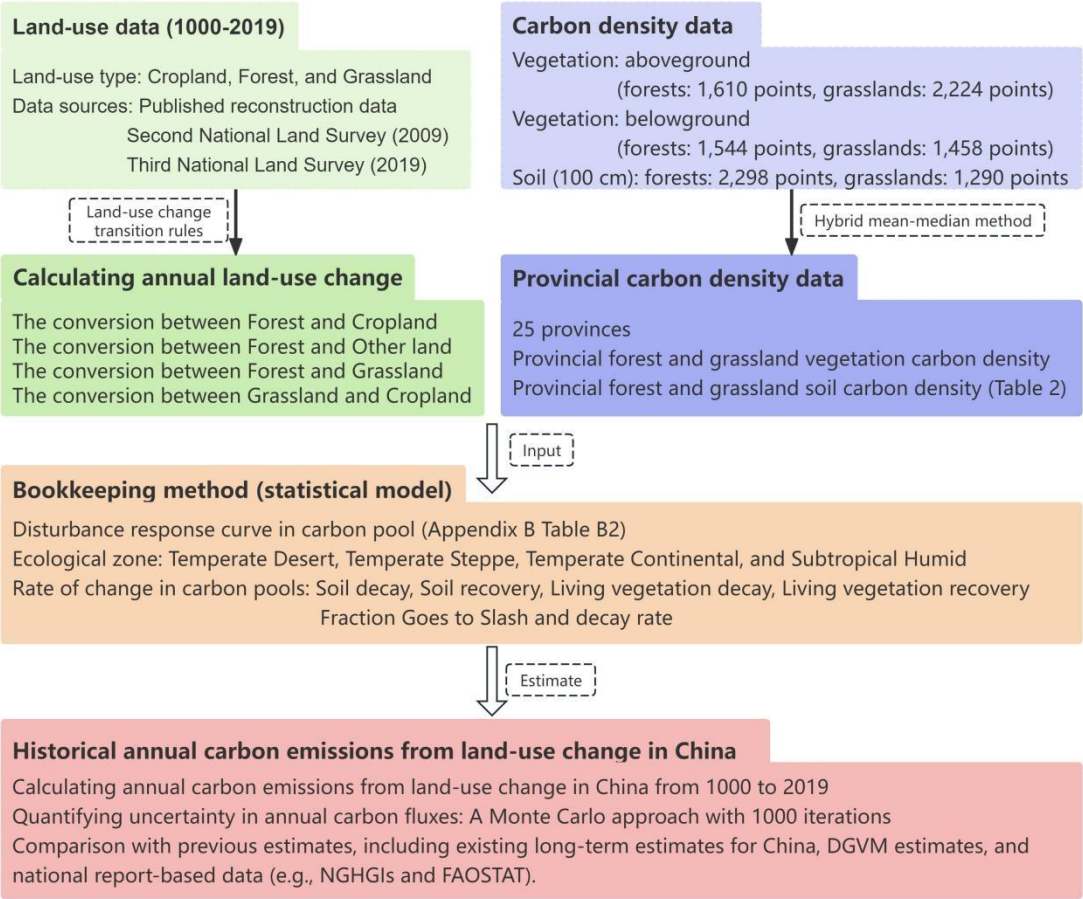 Land-use data (1000-2019)
Land-use type: Cropland, Forest, and Grassland
Data sources: Published reconstruction data
Second National Land Survey (2009)
Third National Land Survey (2019)
Carbon density data
Vegetation: aboveground
(forests: 1,610 points, grasslands: 2,224 points)
Vegetation: belowground
(forests: 1,544 points, grasslands: 1,458 points)
Soil (100 cm): forests: 2,298 points, grasslands: 1,290 points
Land-use change
transition rules
Hybrid mean-median method
Calculating annual land-use change
The conversion between Forest and Cropland
The conversion between Forest and Other land
The conversion between Forest and Grassland
The conversion between Grassland and Cropland
Provincial carbon density data
25 provinces
Provincial forest and grassland vegetation carbon density
Provincial forest and grassland soil carbon density (Table 2)
Input
Bookkeeping method (statistical model)
Disturbance response curve in carbon pool (Appendix B Table B2)
Ecological zone: Temperate Desert, Temperate Steppe, Temperate Continental, and Subtropical Humid
Rate of change in carbon pools: Soil decay, Soil recovery, Living vegetation decay, Living vegetation recovery
Fraction Goes to Slash and decay rate
Estimate
Historical annual carbon emissions from land-use change in China
Calculating annual carbon emissions from land-use change in China from 1000 to 2019
Quantifying uncertainty in annual carbon fluxes: A Monte Carlo approach with 1000 iterations
Comparison with previous estimates, including existing long-term estimates for China, DGVM estimates, and
national report-based data (e.g., NGHGIs and FAOSTAT).